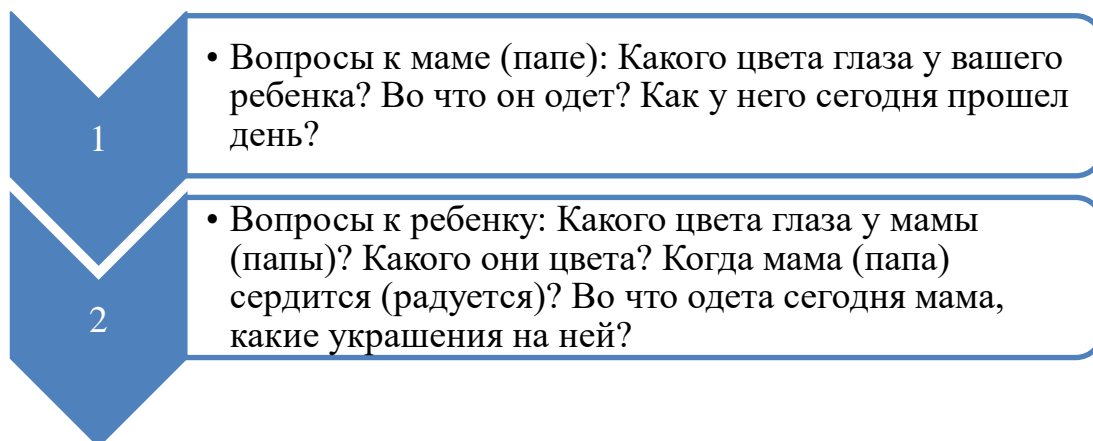 1
• Вопросы к маме (папе): Какого цвета глаза у вашего
ребенка? Во что он одет? Как у него сегодня прошел
день?
2
• Вопросы к ребенку: Какого цвета глаза у мамы
(папы)? Какого они цвета? Когда мама (папа)
сердится (радуется)? Во что одета сегодня мама,
какие украшения на ней?